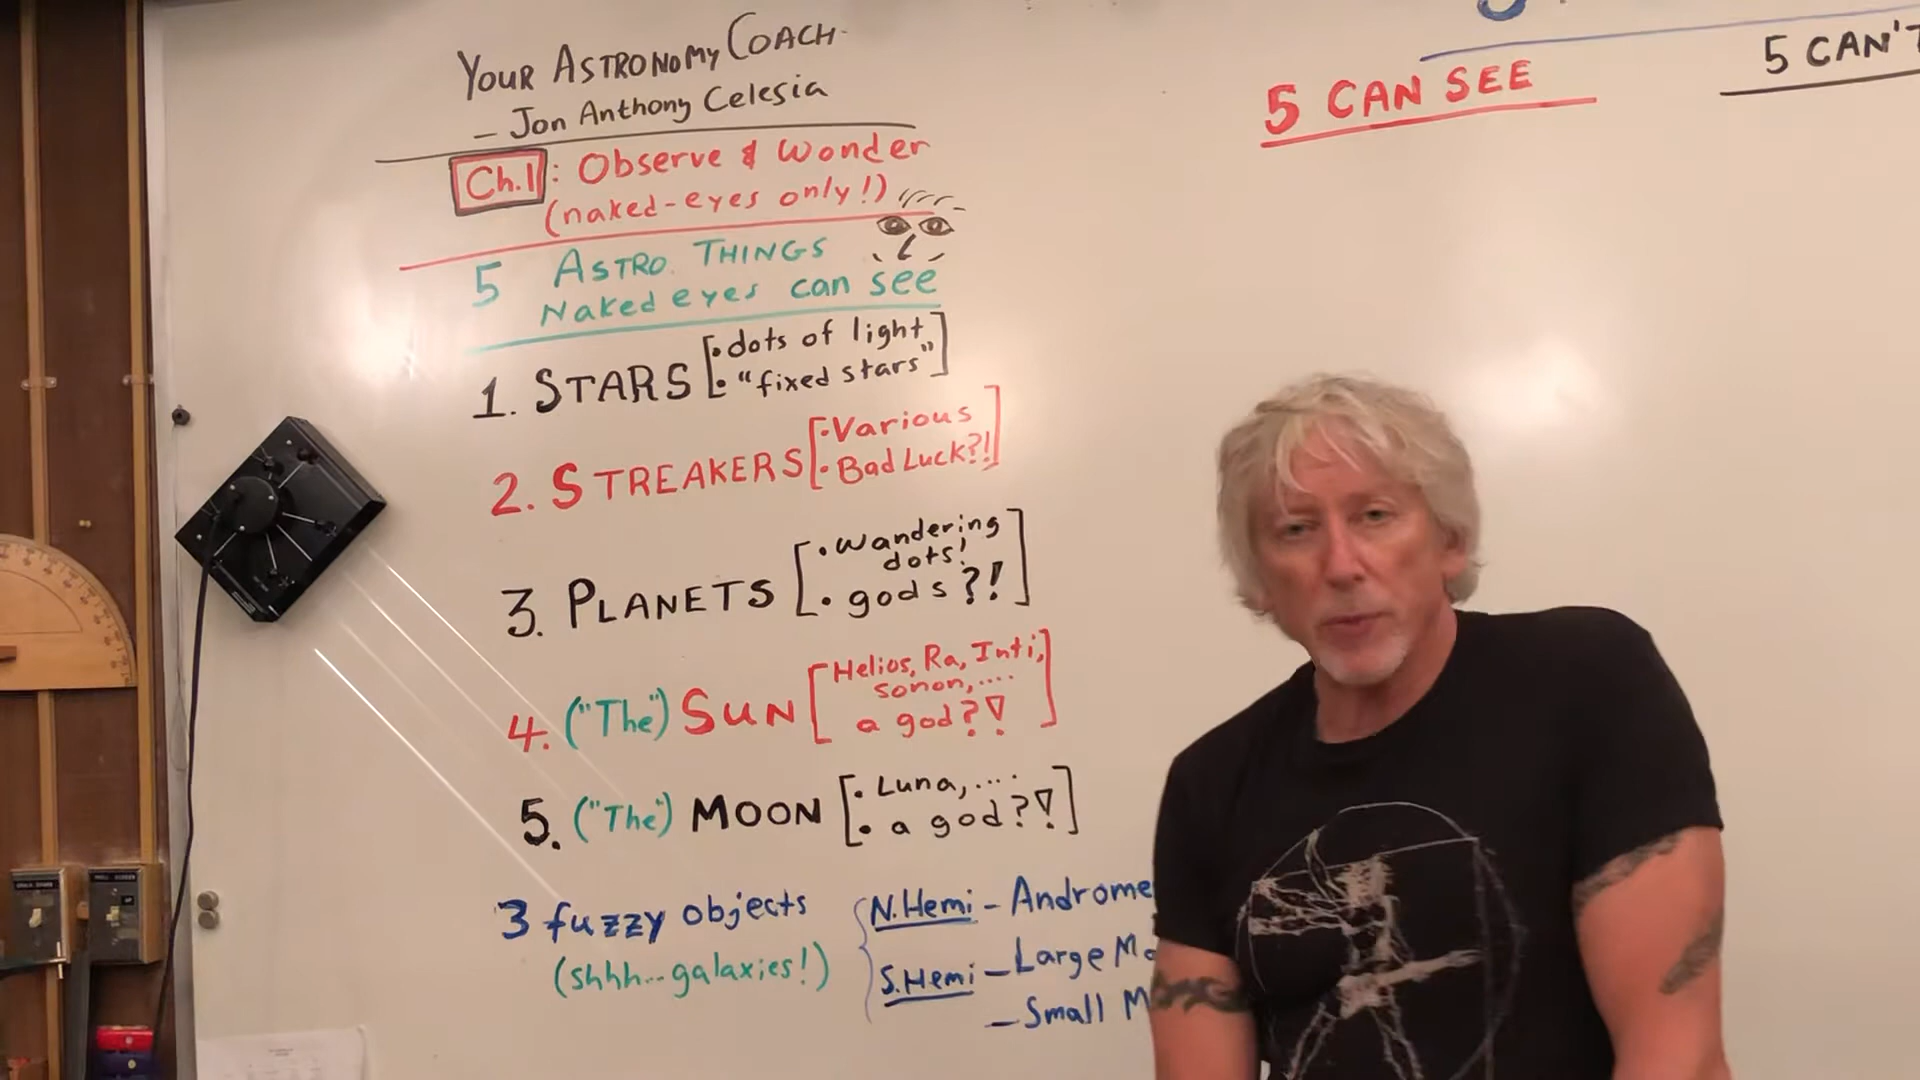 YOUR ASTRONOMY COACH
– Jon Anthony Celesia
Ch.1: Observe & Wonder
(naked-eyes only!)
5 ASTRO. THINGS
Naked eyes can see
1. STARS [• dots of light
• "fixed stars"]
2. STREAKERS [• Various
• Bad Luck?!]
3. PLANETS [• Wandering
dots!
• gods?!]
4. ("The") SUN [Helios, Ra, Inti,
sonon, ....
a god?!]
5. ("The") MOON [• Luna, ...
• a god?!]
3 fuzzy objects
(shhh... galaxies!)
N.Hemi – Androme
S.Hemi – Large Ma
– Small M
5 CAN SEE
5 CAN'T